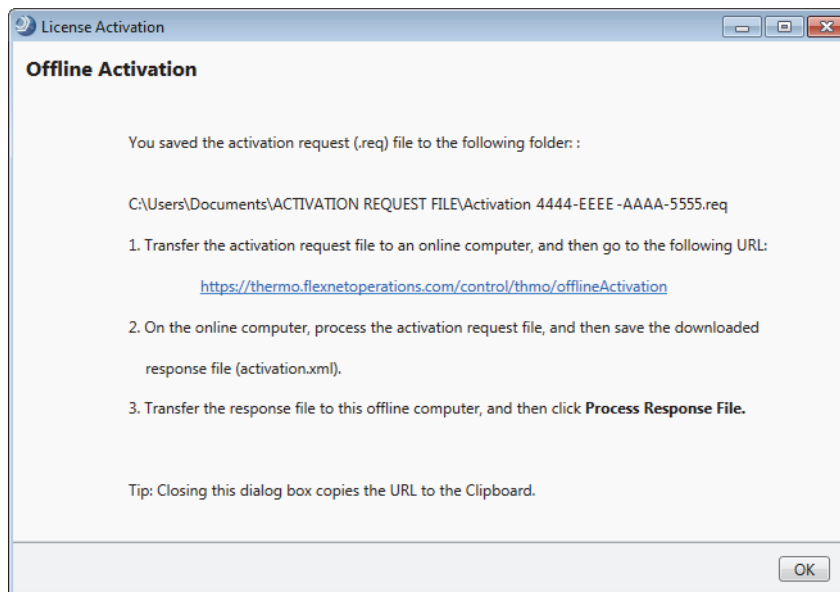 License Activation
Offline Activation
You saved the activation request (.req) file to the following folder: :
C:\Users\Documents\ACTIVATION REQUEST FILE\Activation 4444-EEEE-AAAA-5555.req
1. Transfer the activation request file to an online computer, and then go to the following URL:
https://thermo.flexnetoperations.com/control/thmo/offlineActivation
2. On the online computer, process the activation request file, and then save the downloaded
response file (activation.xml).
3. Transfer the response file to this offline computer, and then click Process Response File.
Tip: Closing this dialog box copies the URL to the Clipboard.
OK